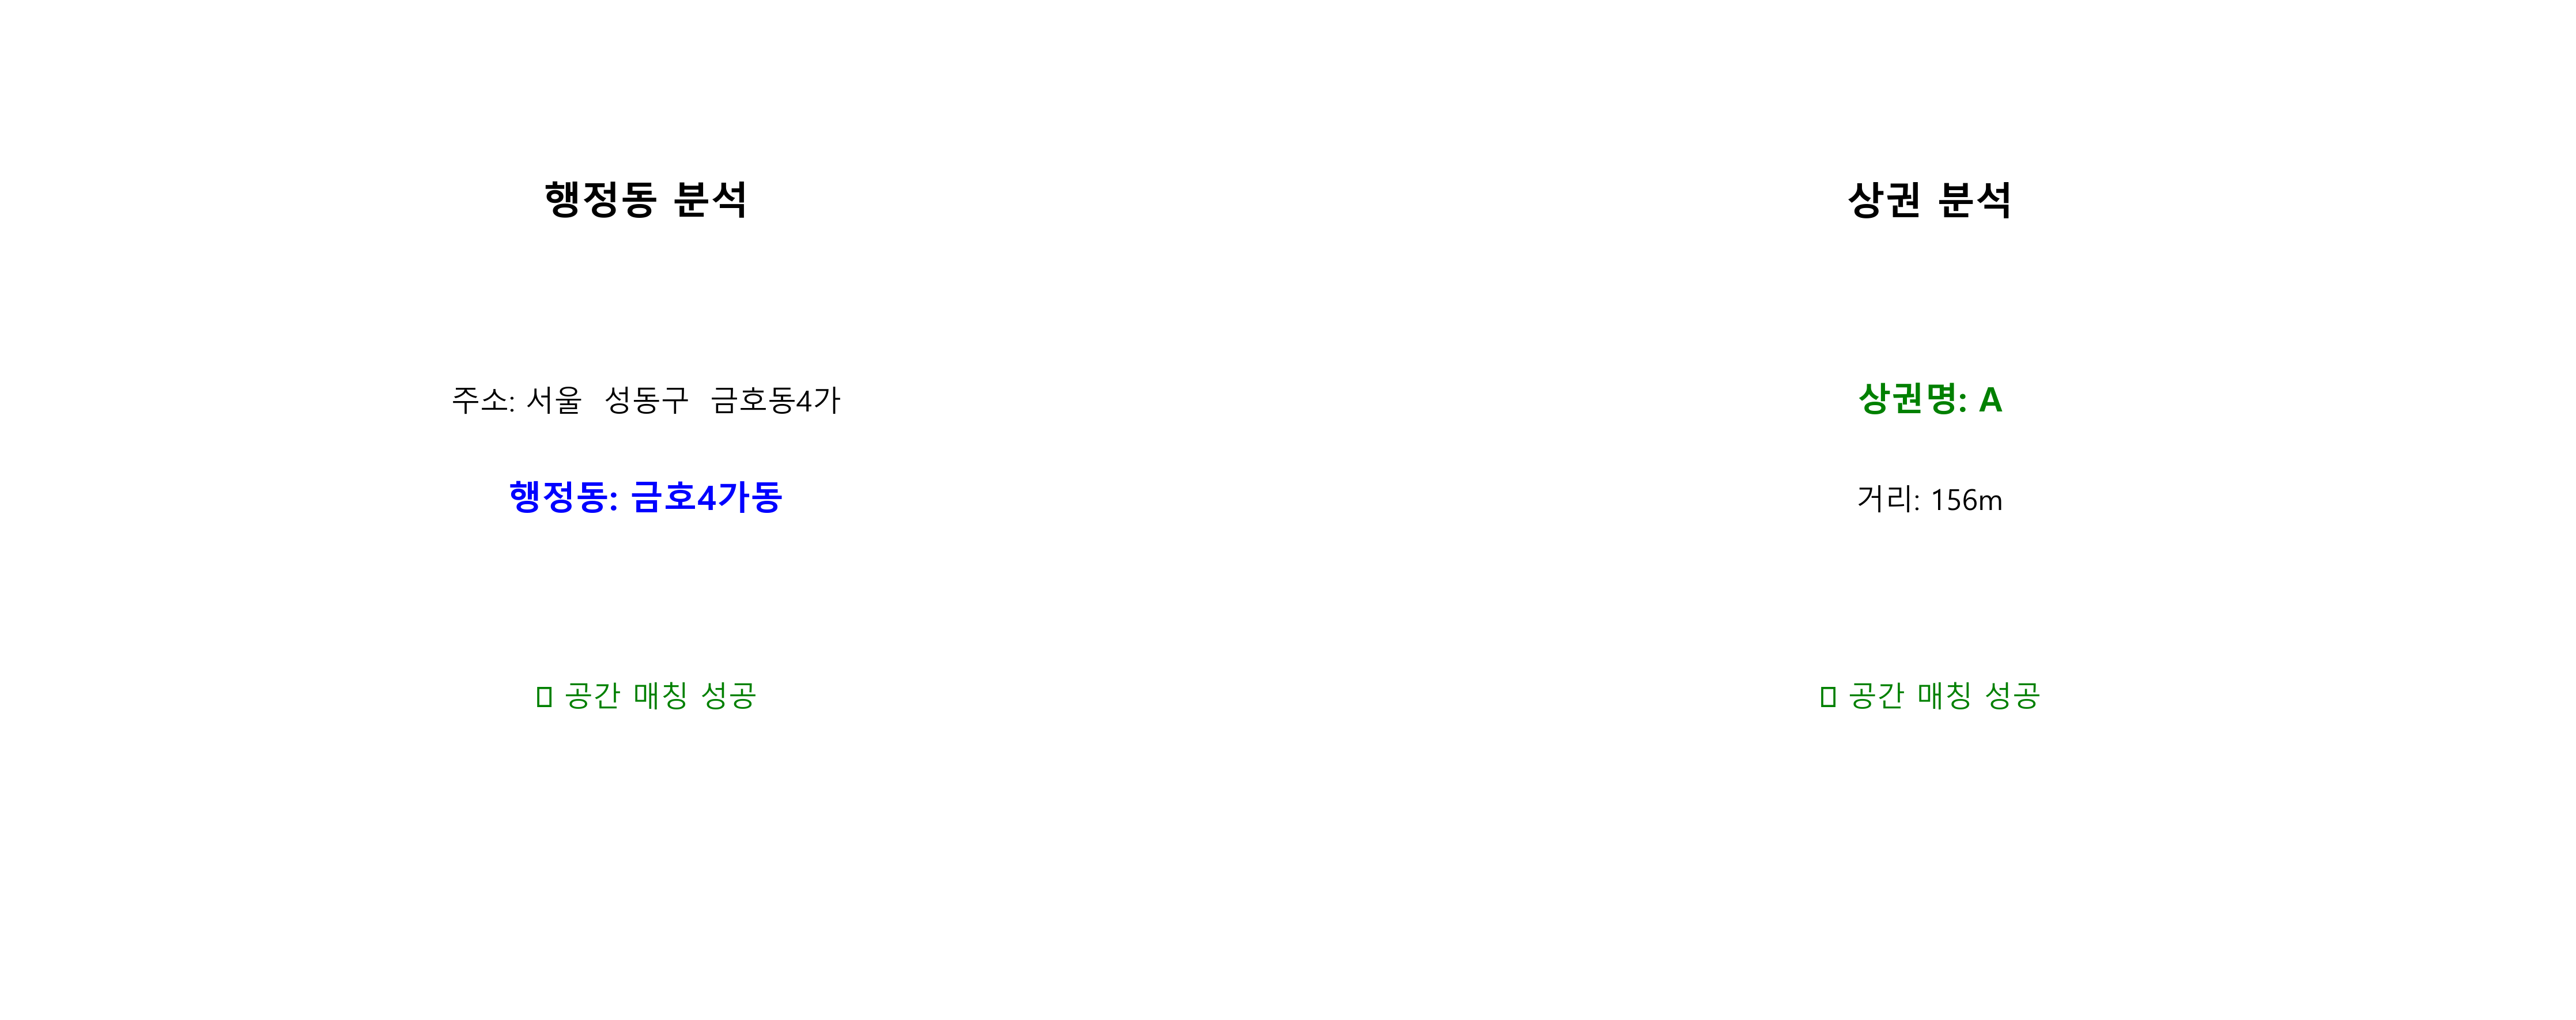 행정동 분석
주소: 서울 성동구 금호동4가
행정동: 금호4가동
▯ 공간 매칭 성공
상권 분석
상권명: A
거리: 156m
▯ 공간 매칭 성공